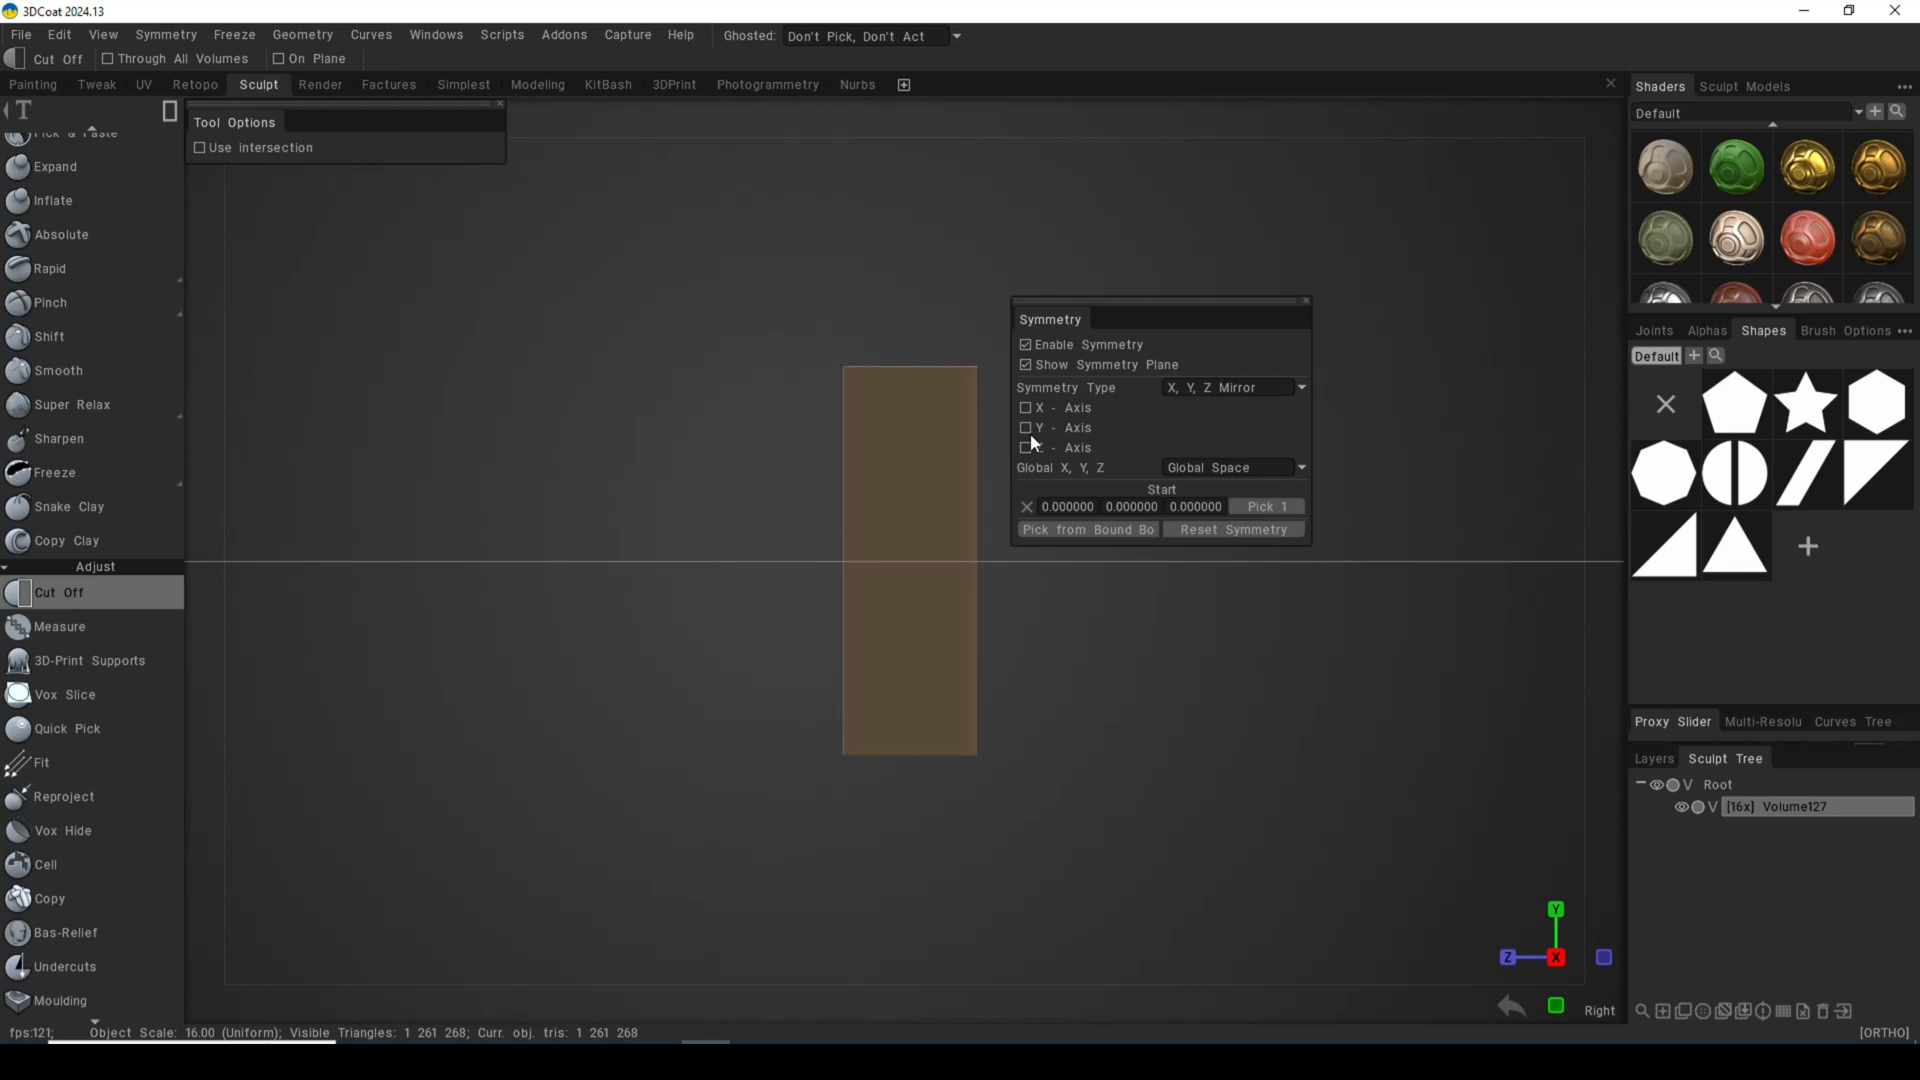 3DCoat 2024.13
File Edit View Symmetry Freeze Geometry Curves Windows Scripts Addons Capture Help Ghosted: Don't Pick, Don't Act
Cut Off Through All Volumes On Plane
Painting Tweak UV Retopo Sculpt Render Factures Simplest Modeling KitBash 3DPrint Photogrammetry Nurbs
T
Pick & Paste
Expand
Inflate
Absolute
Rapid
Pinch
Shift
Smooth
Super Relax
Sharpen
Freeze
Snake Clay
Copy Clay
Adjust
Cut Off
Measure
3D-Print Supports
Vox Slice
Quick Pick
Fit
Reproject
Vox Hide
Cell
Copy
Bas-Relief
Undercuts
Moulding
Tool Options
Use intersection
Symmetry
Enable Symmetry
Show Symmetry Plane
Symmetry Type X, Y, Z Mirror
X - Axis
Y - Axis
- Axis
Global X, Y, Z Global Space
Start
0.000000 0.000000 0.000000 Pick 1
Pick from Bound Bo Reset Symmetry
Y
Z X
Right
Shaders Sculpt Models
Default
Joints Alphas Shapes Brush Options
Default
Proxy Slider Multi-Resolu Curves Tree
Layers Sculpt Tree
V Root
V [16x] Volume127
fps:121; Object Scale: 16.00 (Uniform); Visible Triangles: 1 261 268; Curr. obj. tris: 1 261 268
[ORTHO]